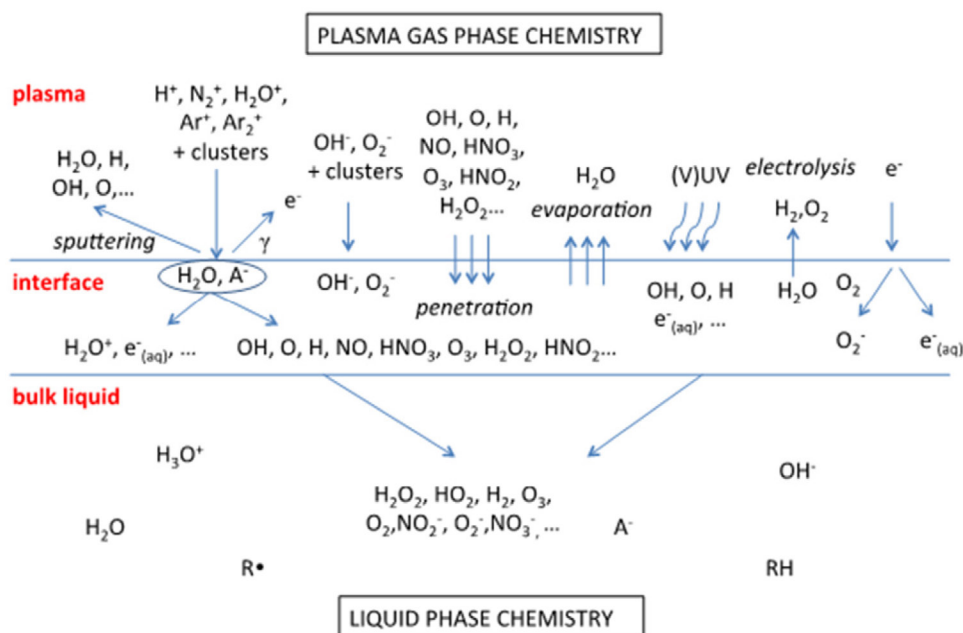 PLASMA GAS PHASE CHEMISTRY
plasma
H⁺, N₂⁺, H₂O⁺,
Ar⁺, Ar₂⁺
+ clusters
H₂O, H,
OH, O,...
sputtering
e⁻
γ
OH⁻, O₂⁻
+ clusters
OH, O, H,
NO, HNO₃,
O₃, HNO₂,
H₂O₂...
H₂O
evaporation
(V)UV
electrolysis
H₂,O₂
e⁻
interface
H₂O, A⁻
OH⁻, O₂⁻
penetration
OH, O, H
e⁻(aq), ...
H₂O
O₂
O₂⁻
e⁻(aq)
H₂O⁺, e⁻(aq), ...
OH, O, H, NO, HNO₃, O₃, H₂O₂, HNO₂...
bulk liquid
H₃O⁺
OH⁻
H₂O₂, HO₂, H₂, O₃,
O₂,NO₂⁻, O₂⁻,NO₃⁻, ...
H₂O
A⁻
R•
RH
LIQUID PHASE CHEMISTRY